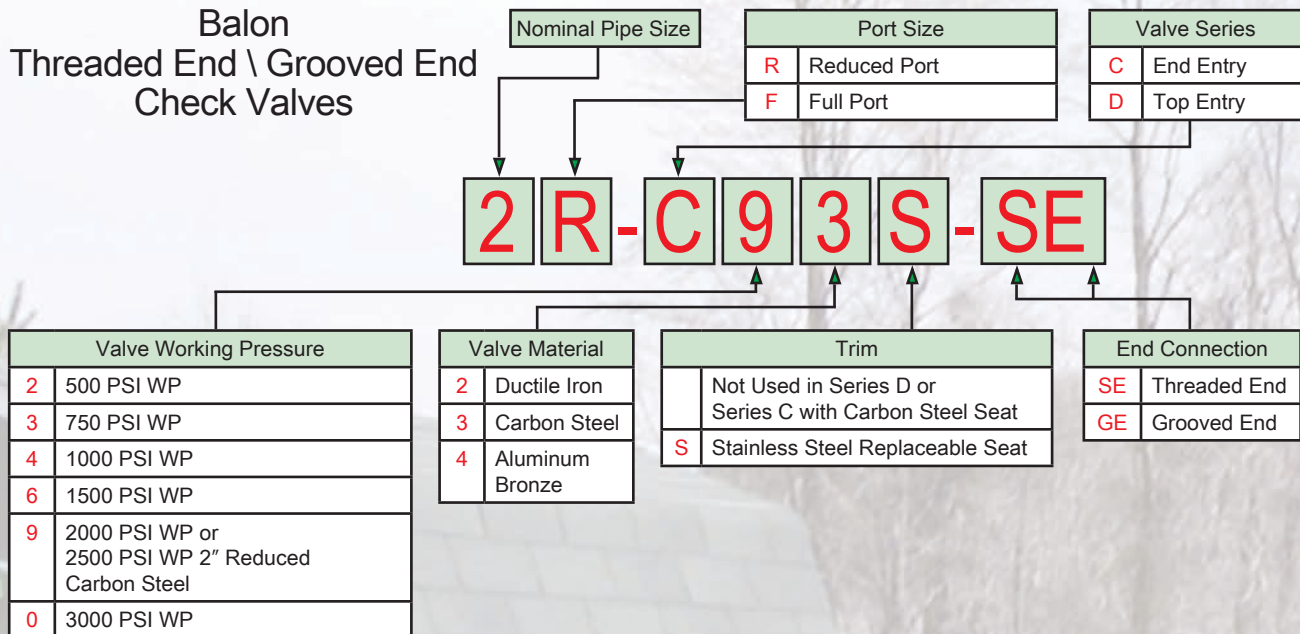 Balon
Threaded End \ Grooved End
Check Valves
Nominal Pipe Size
Port Size
R Reduced Port
F Full Port
Valve Series
C End Entry
D Top Entry
2 R - C 9 3 S - SE
Valve Working Pressure
2 500 PSI WP
3 750 PSI WP
4 1000 PSI WP
6 1500 PSI WP
9 2000 PSI WP or
2500 PSI WP 2″ Reduced
Carbon Steel
0 3000 PSI WP
Valve Material
2 Ductile Iron
3 Carbon Steel
4 Aluminum
Bronze
Trim
Not Used in Series D or
Series C with Carbon Steel Seat
S Stainless Steel Replaceable Seat
End Connection
SE Threaded End
GE Grooved End